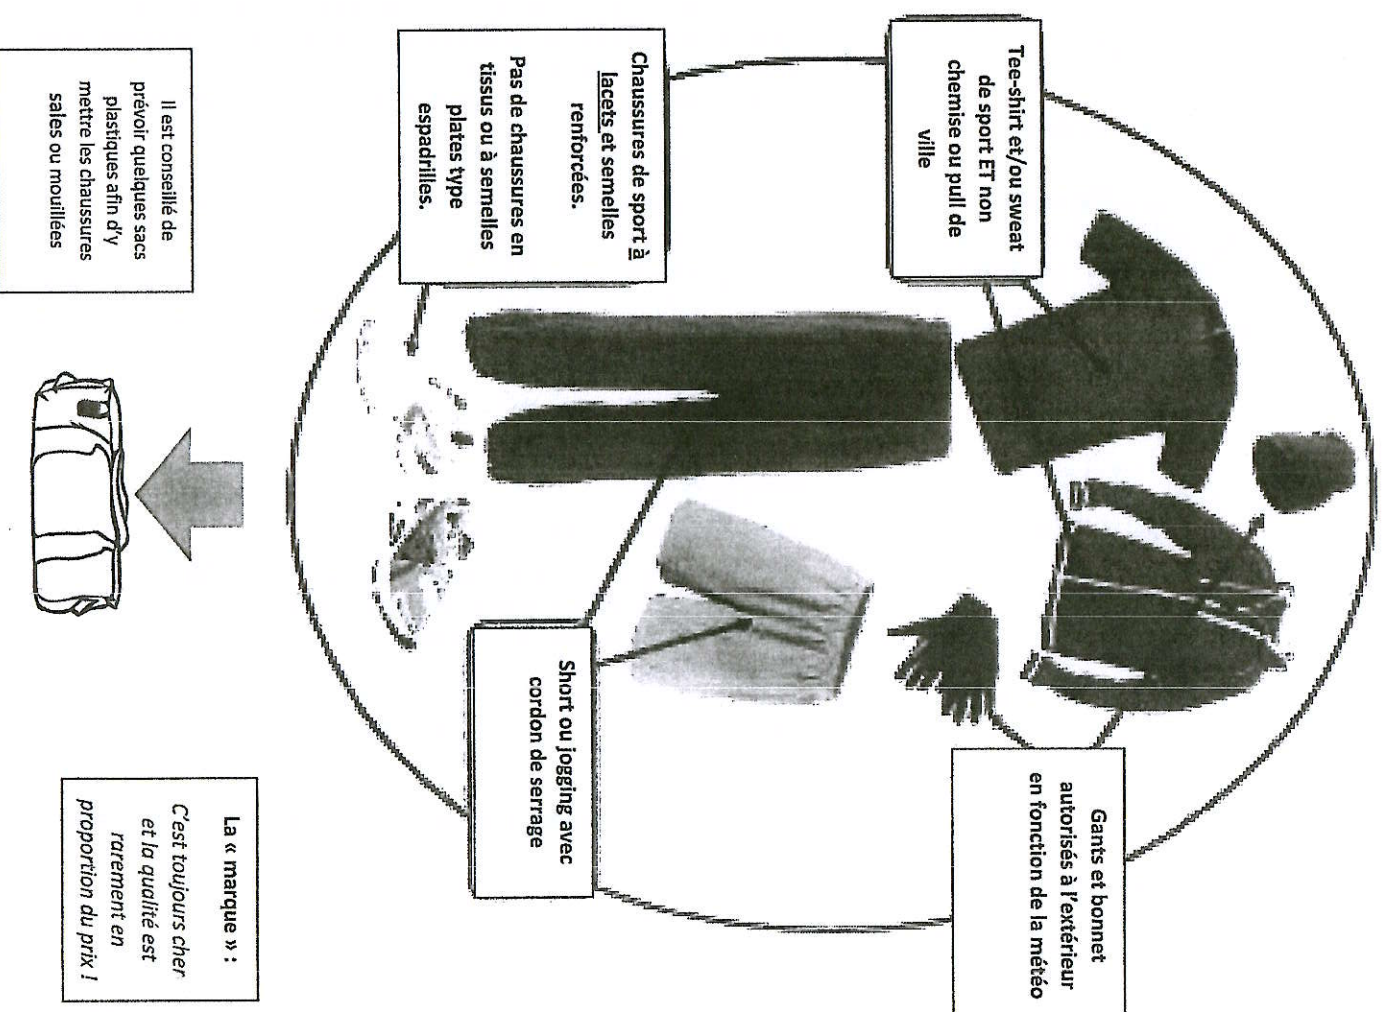 Tee-shirt et/ou sweat
de sport ET non
chemise ou pull de
ville
Gants et bonnet
autorisés à l'extérieur
en fonction de la météo
Chaussures de sport à
lacets et semelles
renforcées.
Pas de chaussures en
tissus ou à semelles
plates type
espadrilles.
Short ou jogging avec
cordon de serrage
Il est conseillé de
prévoir quelques sacs
plastiques afin d'y
mettre les chaussures
sales ou mouillées
La « marque » :
C'est toujours cher
et la qualité est
rarement en
proportion du prix !